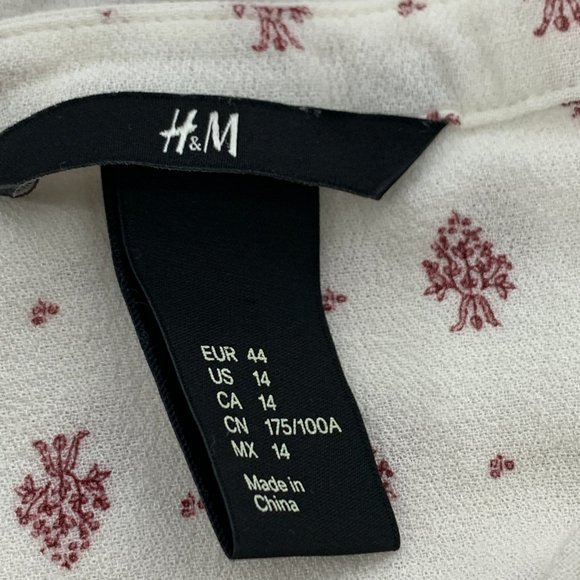 H&M
EUR 44
US 14
CA 14
CN 175/100A
MX 14
Made in
China